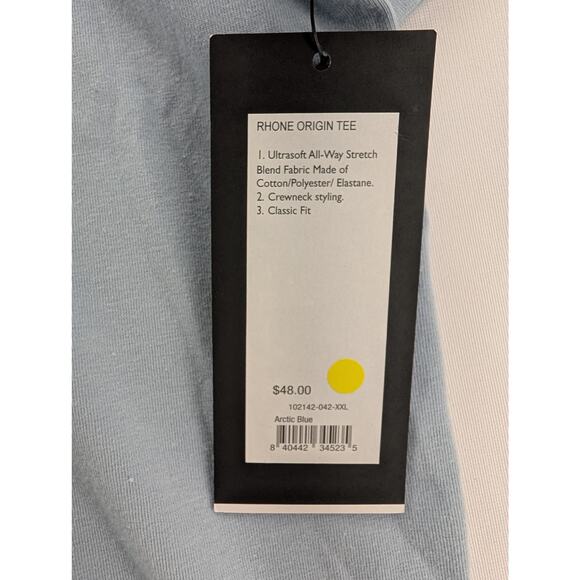 RHONE ORIGIN TEE
1. Ultrasoft All-Way Stretch
Blend Fabric Made of
Cotton/Polyester/ Elastane.
2. Crewneck styling.
3. Classic Fit
$48.00
102142-042-XXL
Arctic Blue
8 40442 34523 5